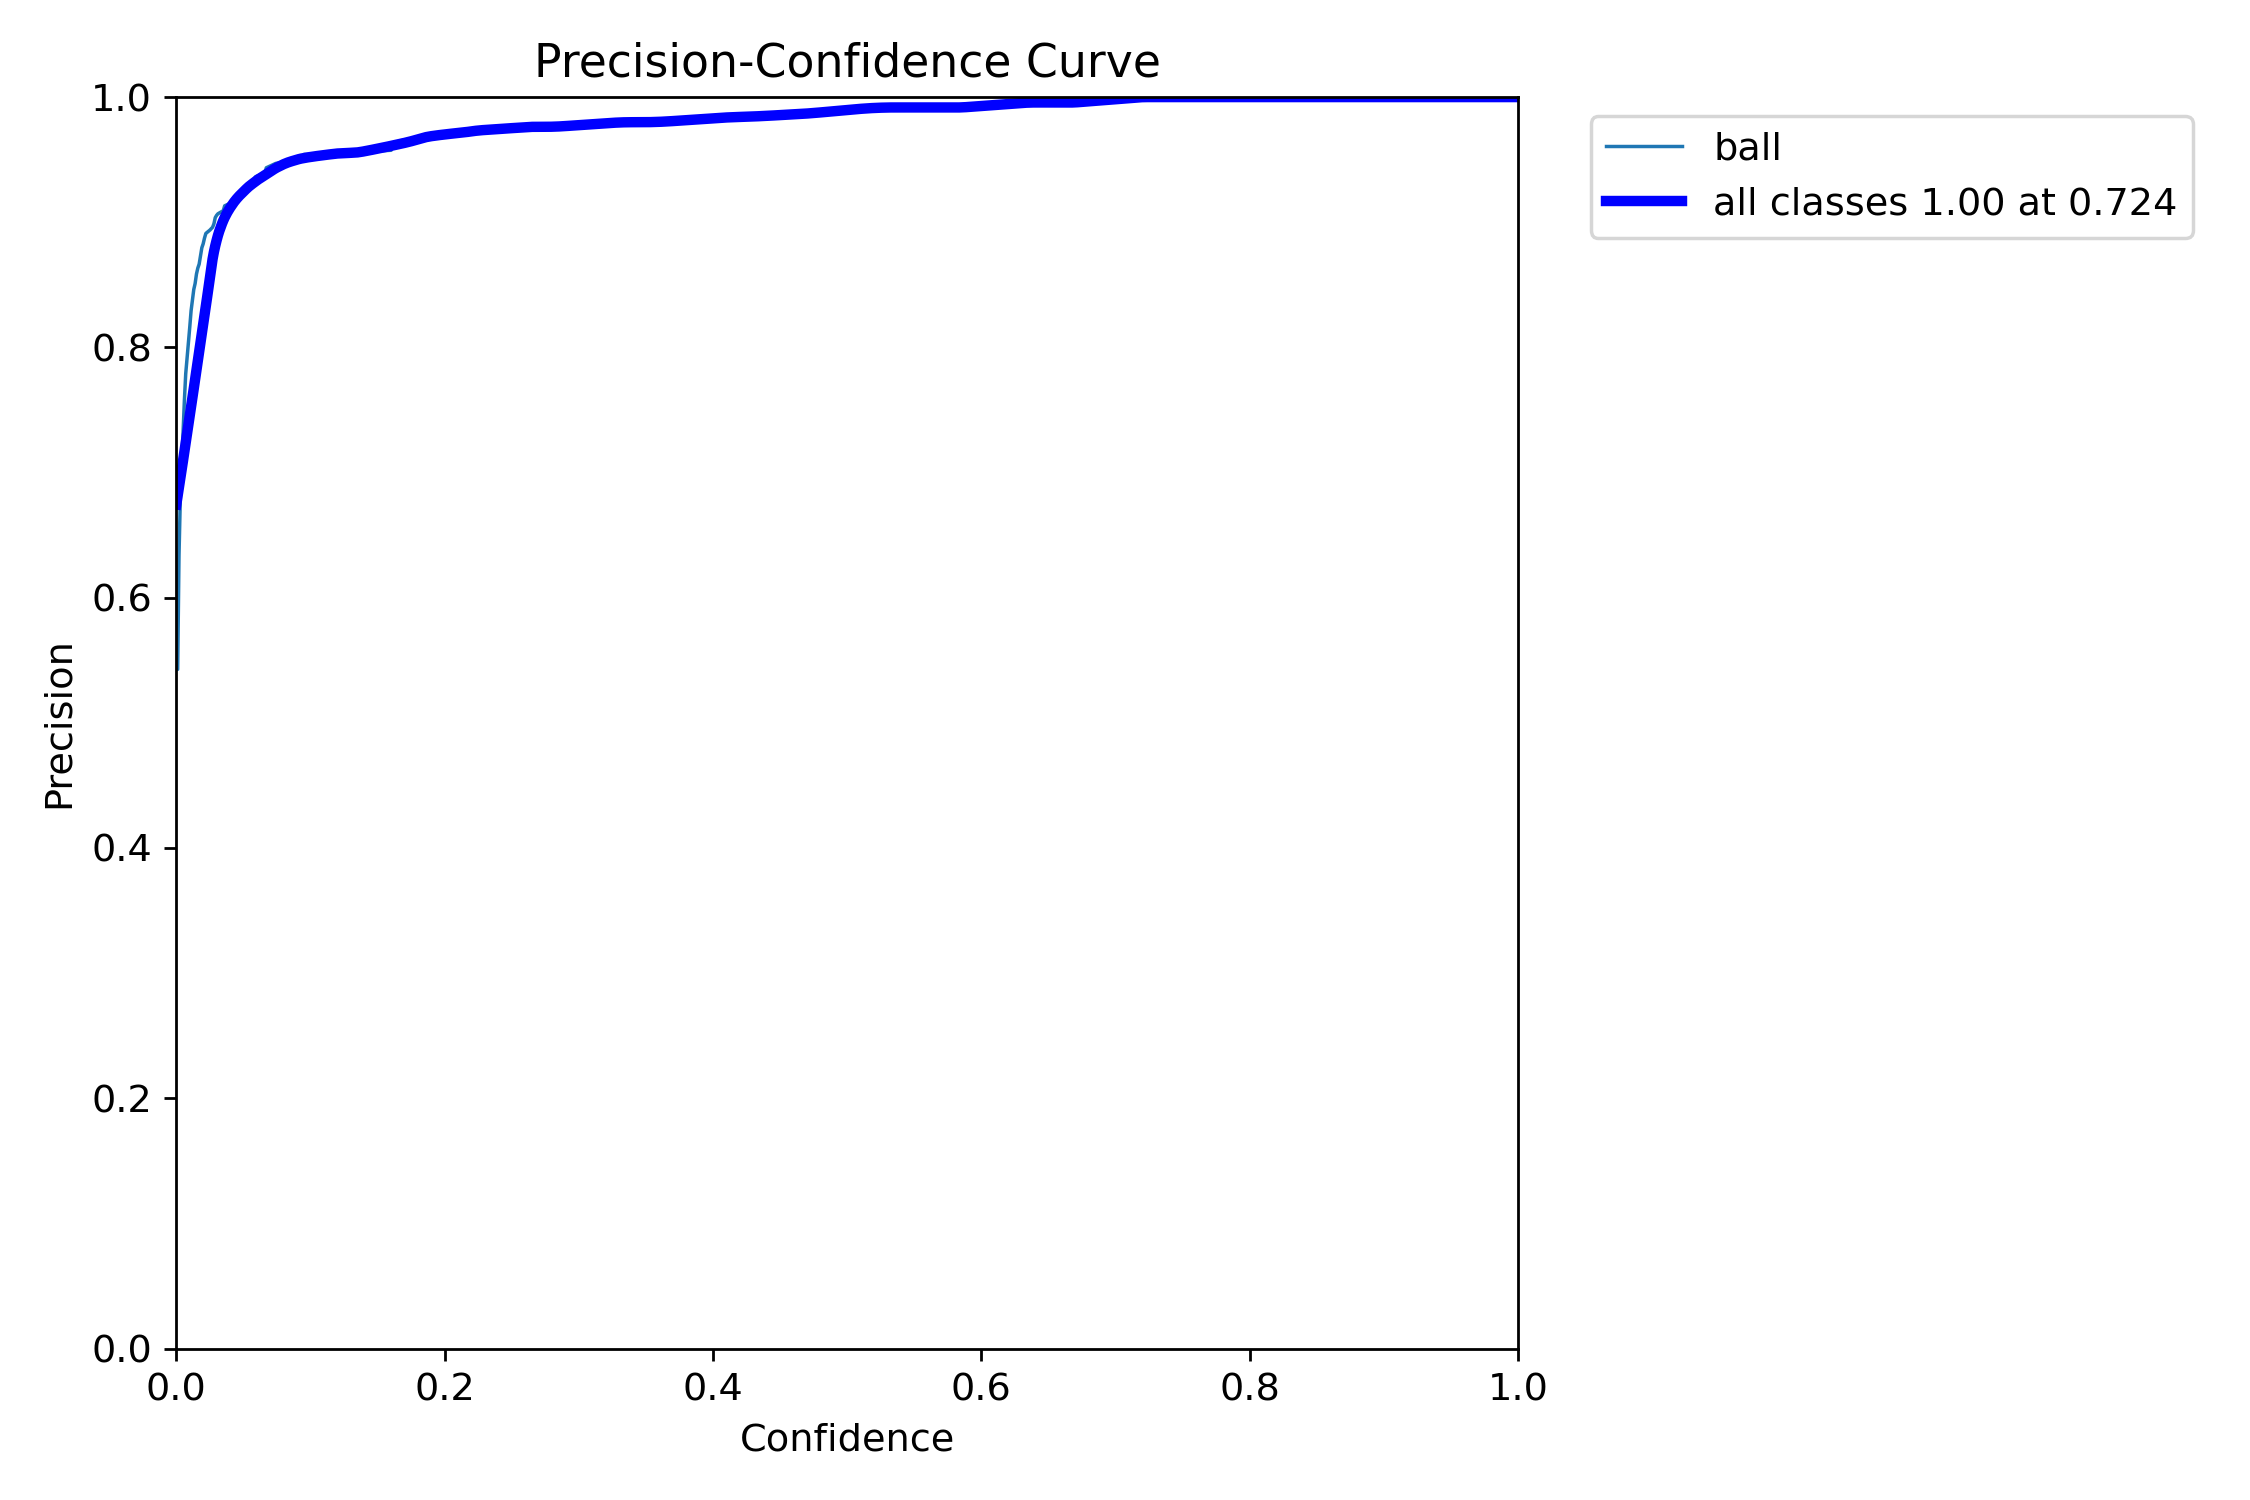 Precision-Confidence Curve
1.0
0.8
0.6
0.4
0.2
0.0
Precision
0.0 0.2 0.4 0.6 0.8 1.0
Confidence
ball
all classes 1.00 at 0.724